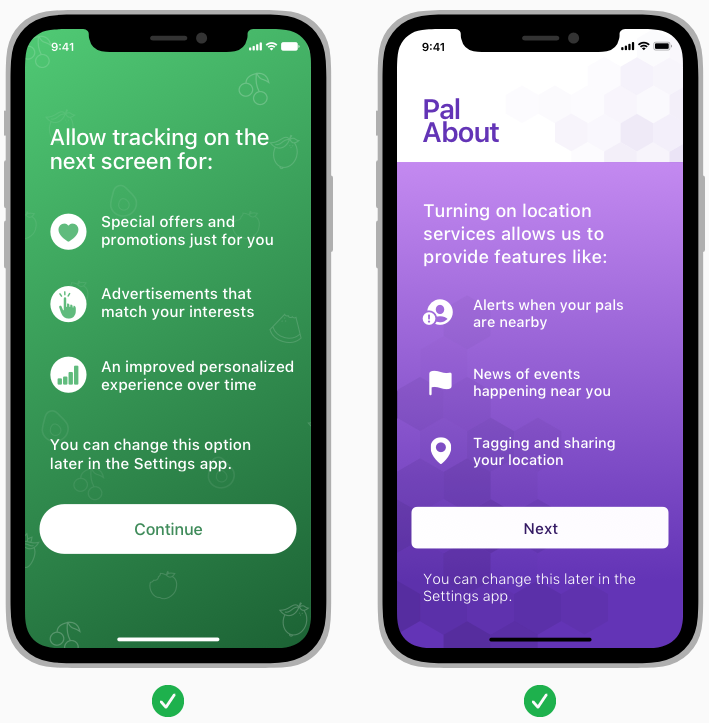 9:41
Allow tracking on the
next screen for:
Special offers and
promotions just for you
Advertisements that
match your interests
An improved personalized
experience over time
You can change this option
later in the Settings app.
Continue
9:41
Pal
About
Turning on location
services allows us to
provide features like:
Alerts when your pals
are nearby
News of events
happening near you
Tagging and sharing
your location
Next
You can change this later in the
Settings app.